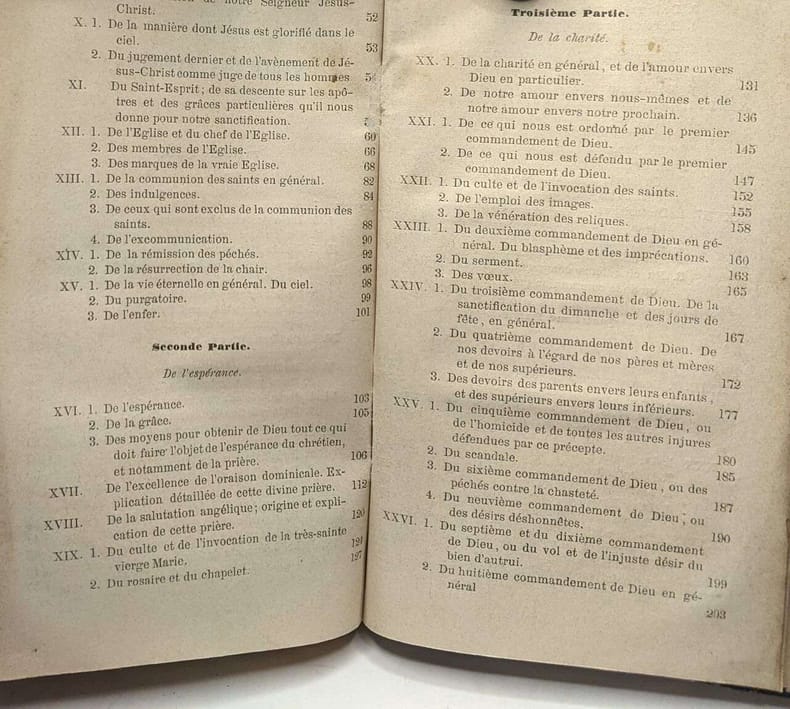 de notre Seigneur Jésus-
Christ. 52
X. 1. De la manière dont Jésus est glorifié dans le
ciel. 53
2. Du jugement dernier et de l'avènement de Jé-
sus-Christ comme juge de tous les hommes 54
XI. Du Saint-Esprit; de sa descente sur les apô-
tres et des grâces particulières qu'il nous
donne pour notre sanctification.
XII. 1. De l'Eglise et du chef de l'Eglise. 60
2. Des membres de l'Eglise. 66
3. Des marques de la vraie Eglise. 68
XIII. 1. De la communion des saints en général. 82
2. Des indulgences. 84
3. De ceux qui sont exclus de la communion des
saints. 88
4. De l'excommunication. 90
XIV. 1. De la rémission des péchés. 92
2. De la résurrection de la chair. 96
XV. 1. De la vie éternelle en général. Du ciel. 98
2. Du purgatoire. 99
3. De l'enfer. 101
Seconde Partie.
De l'espérance.
XVI. 1. De l'espérance. 103
2. De la grâce. 105
3. Des moyens pour obtenir de Dieu tout ce qui
doit faire l'objet de l'espérance du chrétien,
et notamment de la prière. 106
XVII. De l'excellence de l'oraison dominicale. Ex-
plication détaillée de cette divine prière. 112
XVIII. De la salutation angélique; origine et expli-
cation de cette prière. 120
XIX. 1. Du culte et de l'invocation de la très-sainte
vierge Marie. 121
2. Du rosaire et du chapelet. 127
Troisième Partie.
De la charité.
XX. 1. De la charité en général, et de l'amour envers
Dieu en particulier. 131
2. De notre amour envers nous-mêmes et de
notre amour envers notre prochain. 136
XXI. 1. De ce qui nous est ordonné par le premier
commandement de Dieu. 145
2. De ce qui nous est défendu par le premier
commandement de Dieu. 147
XXII. 1. Du culte et de l'invocation des saints. 152
2. De l'emploi des images. 155
3. De la vénération des reliques. 158
XXIII. 1. Du deuxième commandement de Dieu en gé-
néral. Du blasphème et des imprécations. 160
2. Du serment. 163
3. Des vœux. 165
XXIV. 1. Du troisième commandement de Dieu. De la
sanctification du dimanche et des jours de
fête, en général. 167
2. Du quatrième commandement de Dieu. De
nos devoirs à l'égard de nos pères et mères
et de nos supérieurs. 172
3. Des devoirs des parents envers leurs enfants,
et des supérieurs envers leurs inférieurs. 177
XXV. 1. Du cinquième commandement de Dieu, ou
de l'homicide et de toutes les autres injures
défendues par ce précepte. 180
2. Du scandale. 185
3. Du sixième commandement de Dieu, ou des
péchés contre la chasteté. 187
4. Du neuvième commandement de Dieu, ou
des désirs déshonnêtes. 190
XXVI. 1. Du septième et du dixième commandement
de Dieu, ou du vol et de l'injuste désir du
bien d'autrui. 199
2. Du huitième commandement de Dieu en gé-
néral 203